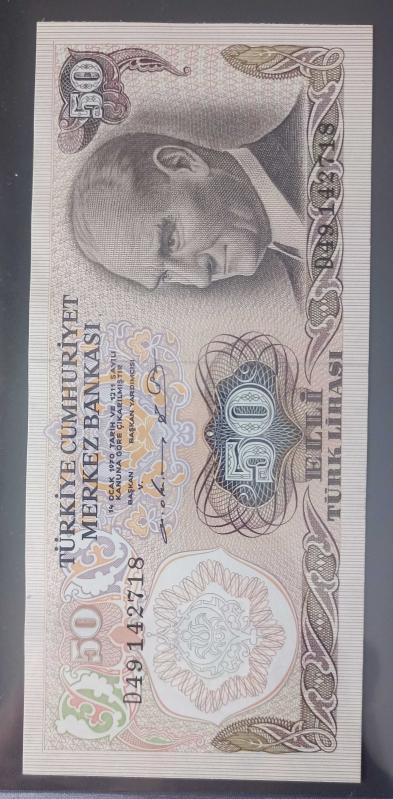 TÜRKİYE CUMHURİYET
MERKEZ BANKASI
14 OCAK 1970 TARİH VE 1211 SAYILI
KANUNA GÖRE ÇIKARILMIŞTIR
BAŞKAN V.
BAŞKAN YARDIMCISI
50
50
D49142718
50
D49142718
ELLİ
TÜRK LİRASI